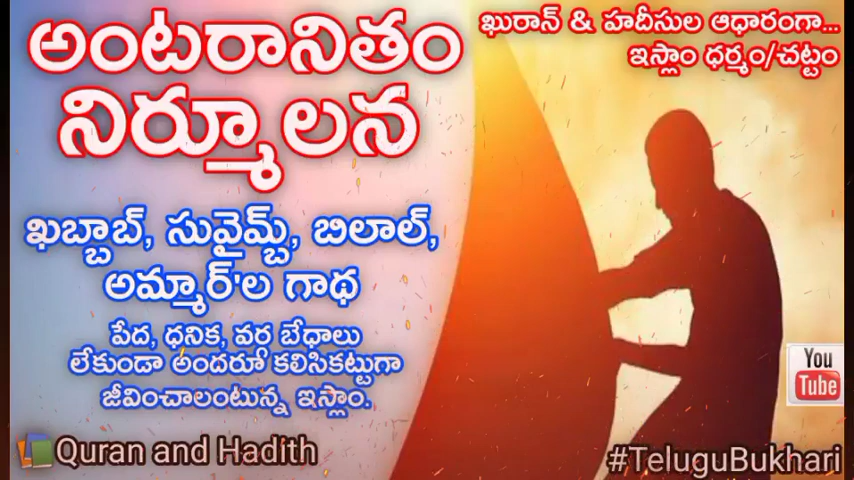 ఖురాన్ & హదీసుల ఆధారంగా...
ఇస్లాం ధర్మం/చట్టం
అంటరానితం
నిర్మూలన
ఖబ్బాబ్, సువైమ్బ్, బిలాల్,
అమ్మార్'ల గాథ
పేద, ధనిక, వర్గ బేధాలు
లేకుండా అందరూ కలిసికట్టుగా
జీవించాలంటున్న ఇస్లాం.
You
Tube
Quran and Hadith
#TeluguBukhari